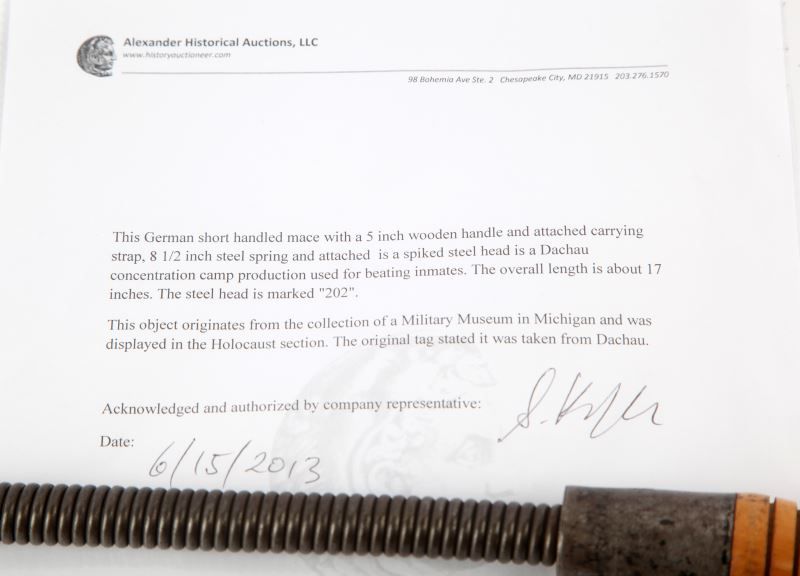 Alexander Historical Auctions, LLC
www.historyauctioneer.com
98 Bohemia Ave Ste. 2 Chesapeake City, MD 21915 203.276.1570
This German short handled mace with a 5 inch wooden handle and attached carrying
strap, 8 1/2 inch steel spring and attached is a spiked steel head is a Dachau
concentration camp production used for beating inmates. The overall length is about 17
inches. The steel head is marked "202".
This object originates from the collection of a Military Museum in Michigan and was
displayed in the Holocaust section. The original tag stated it was taken from Dachau.
Acknowledged and authorized by company representative:
Date: 6/15/2013